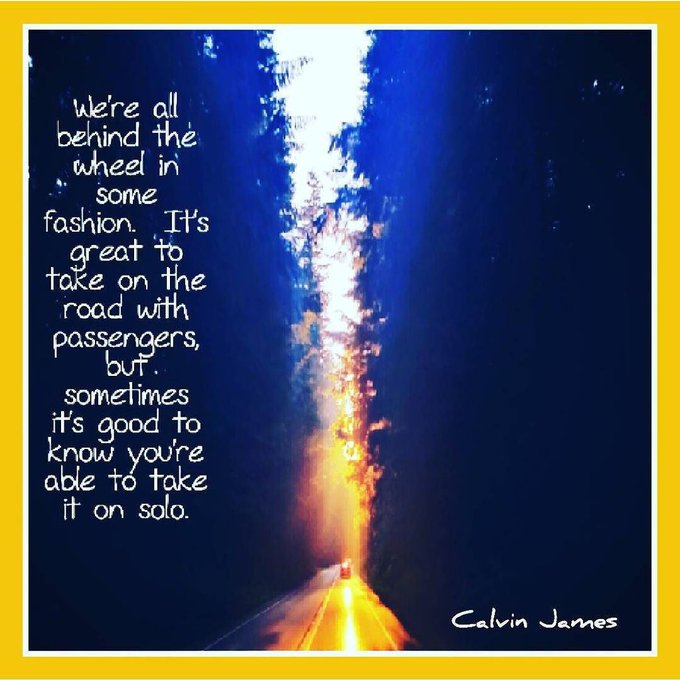 We're all
behind the
wheel in
some
fashion. It's
great to
take on the
road with
passengers,
but
sometimes
it's good to
know you're
able to take
it on solo.
Calvin James